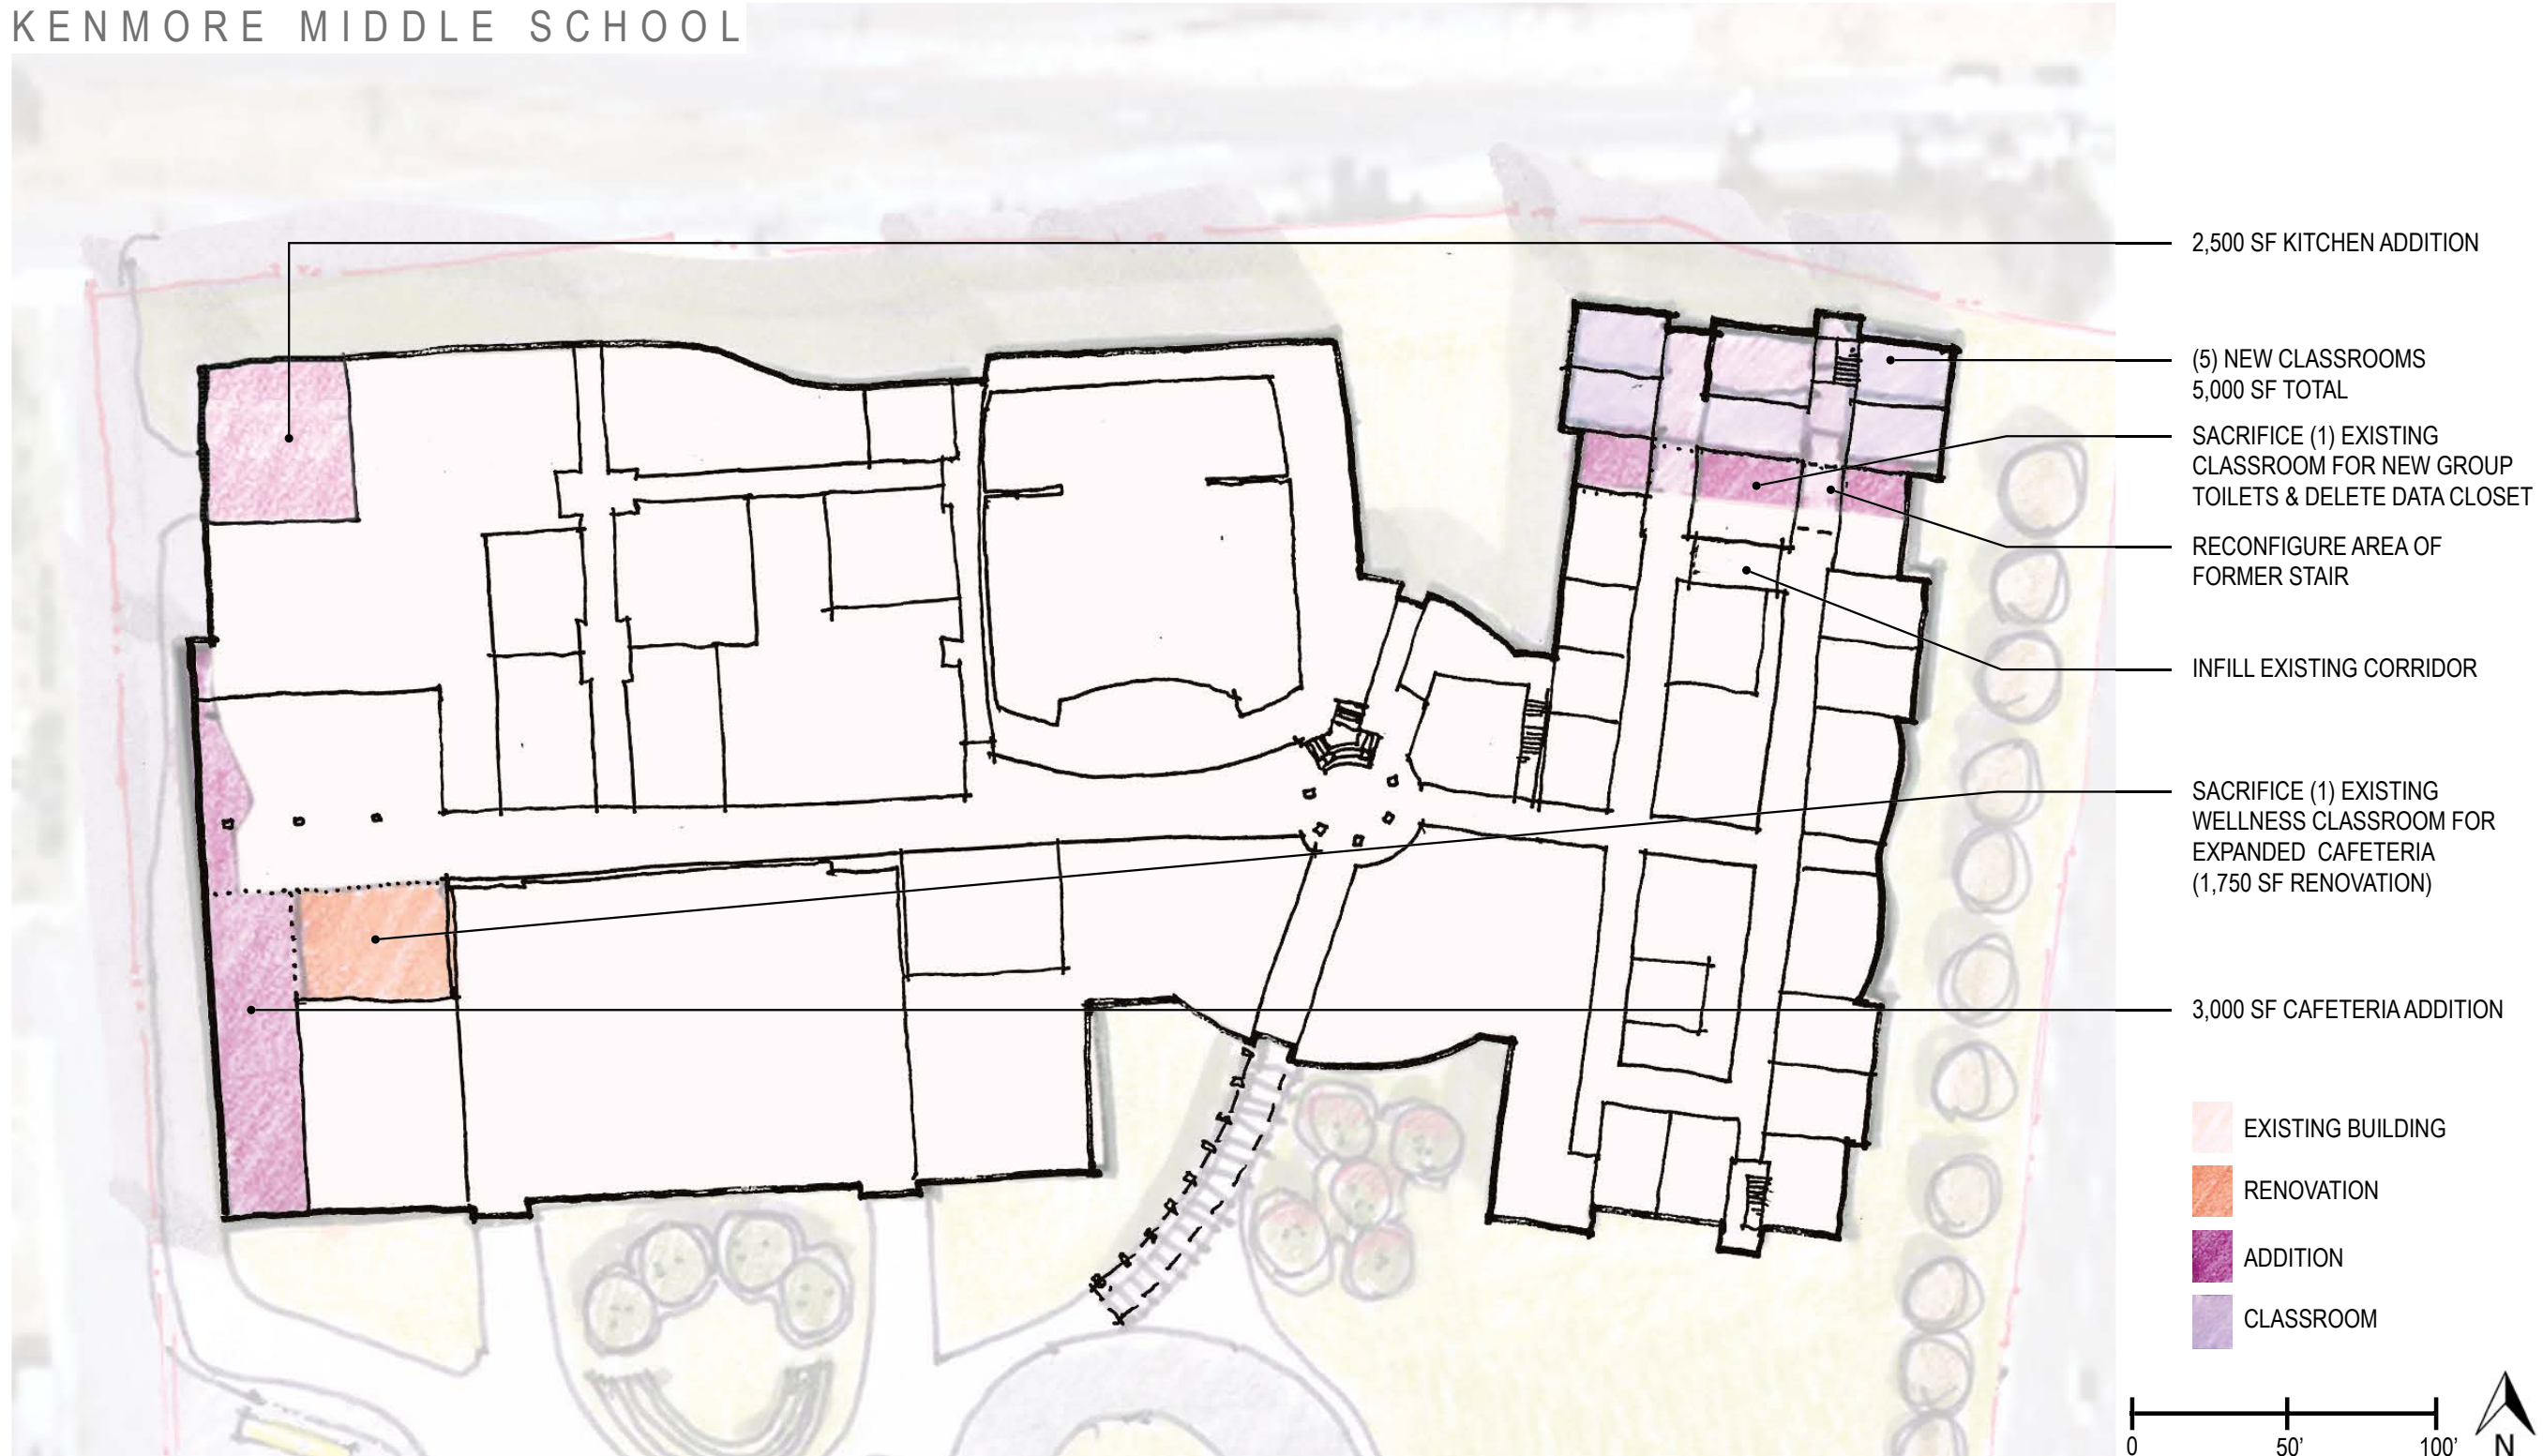 KENMORE MIDDLE SCHOOL
2,500 SF KITCHEN ADDITION
(5) NEW CLASSROOMS
5,000 SF TOTAL
SACRIFICE (1) EXISTING
CLASSROOM FOR NEW GROUP
TOILETS & DELETE DATA CLOSET
RECONFIGURE AREA OF
FORMER STAIR
INFILL EXISTING CORRIDOR
SACRIFICE (1) EXISTING
WELLNESS CLASSROOM FOR
EXPANDED CAFETERIA
(1,750 SF RENOVATION)
3,000 SF CAFETERIA ADDITION
EXISTING BUILDING
RENOVATION
ADDITION
CLASSROOM
0 50' 100'
N